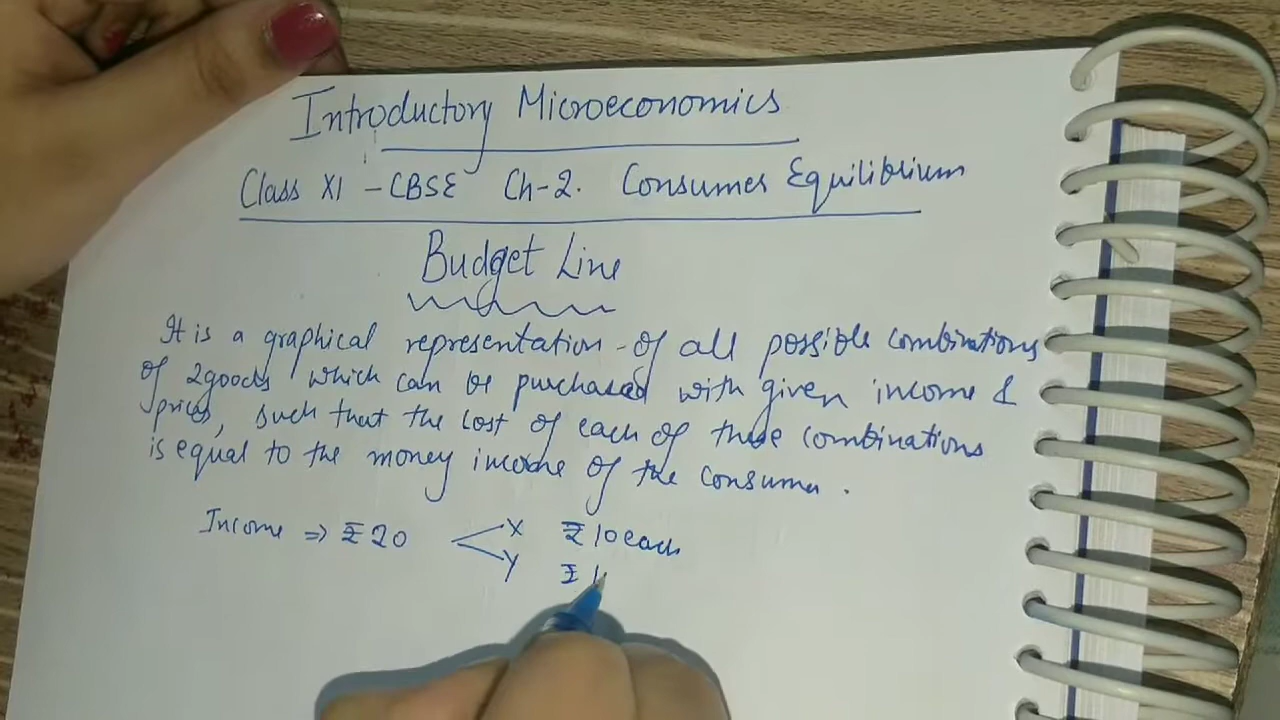 Introductory Microeconomics
Class XI - CBSE Ch-2. Consumer Equilibrium
Budget Line
It is a graphical representation of all possible combinations
of 2goods which can be purchased with given income &
prices, such that the cost of each of these combinations
is equal to the money income of the consumer.
Income ⇒ ₹20 X ₹10 each
Y ₹1